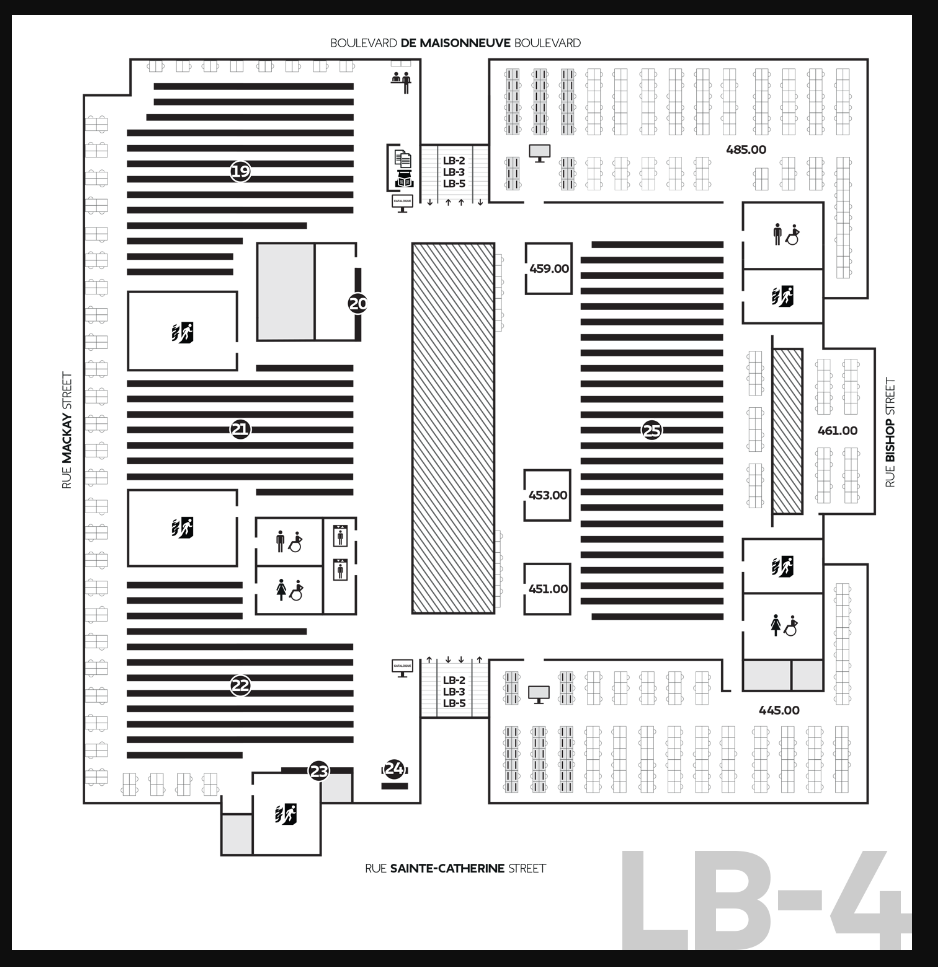 BOULEVARD DE MAISONNEUVE BOULEVARD
485.00
LB-2
LB-3
LB-5
19
459.00
20
RUE MACKAY STREET
21
25
461.00
RUE BISHOP STREET
453.00
451.00
22
LB-2
LB-3
LB-5
445.00
23
24
RUE SAINTE-CATHERINE STREET
LB-4